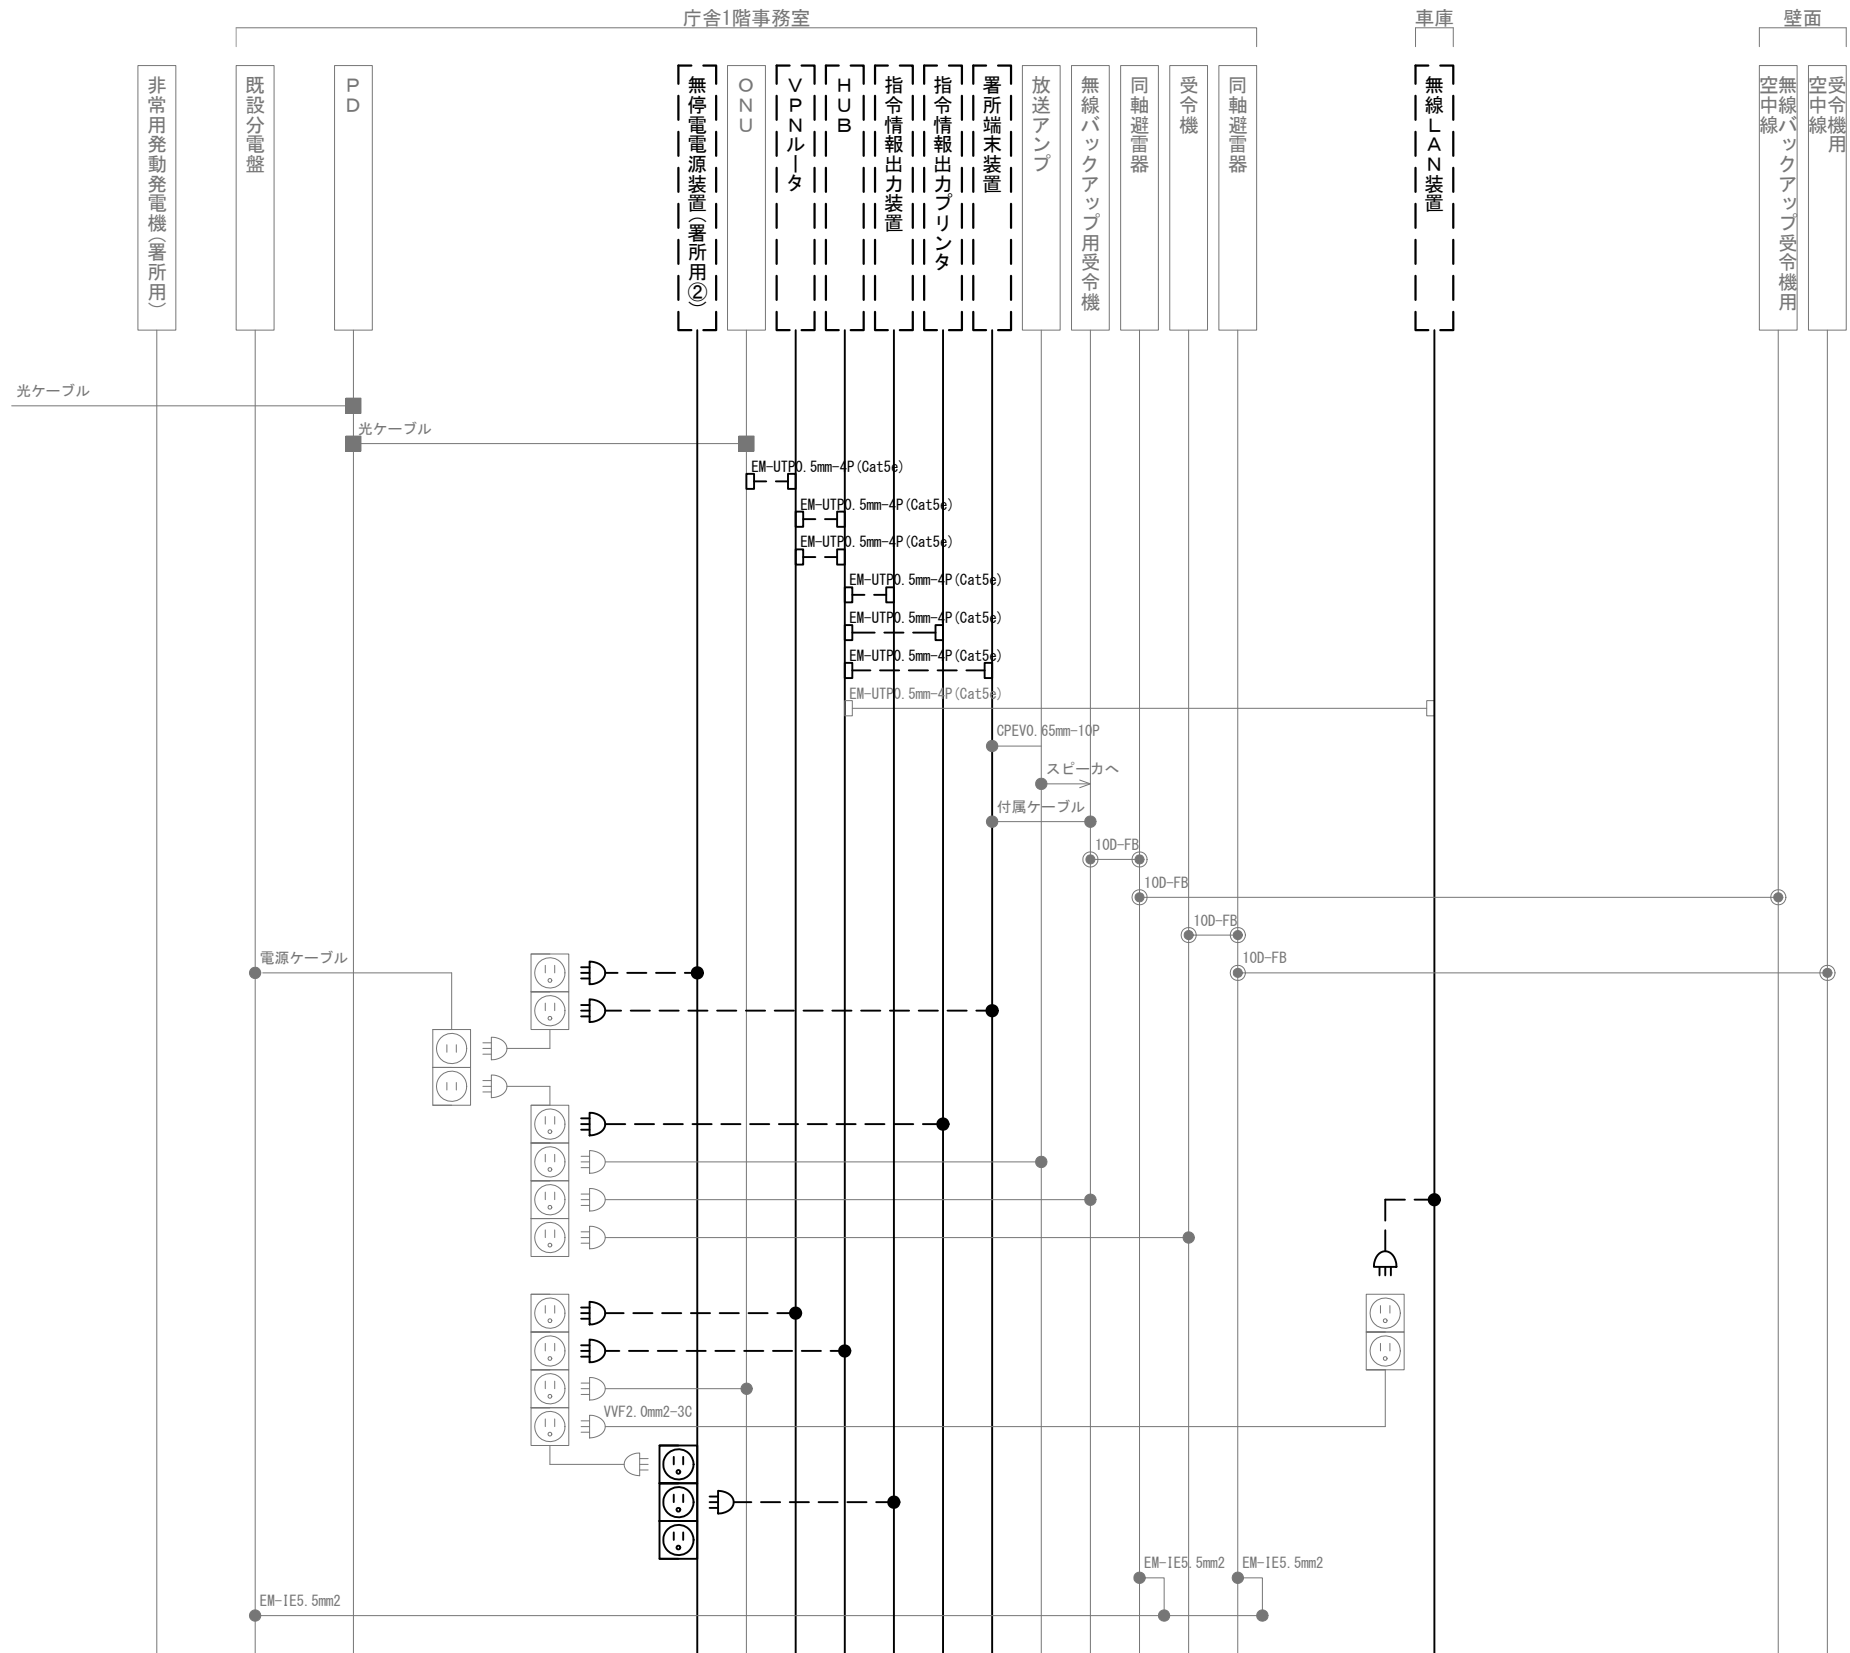 庁舎1階事務室
車庫
壁面
非常用発動発電機(署所用)
既設分電盤
PD
無停電電源装置(署所用②)
ONU
VPNルータ
HUB
指令情報出力装置
指令情報出力プリンタ
署所端末装置
放送アンプ
無線バックアップ用受令機
同軸避雷器
受令機
同軸避雷器
無線LAN装置
無線バックアップ受令機用
空中線
受令機用
空中線
光ケーブル
光ケーブル
EM-UTP0.5mm-4P(Cat5e)
EM-UTP0.5mm-4P(Cat5e)
EM-UTP0.5mm-4P(Cat5e)
EM-UTP0.5mm-4P(Cat5e)
EM-UTP0.5mm-4P(Cat5e)
EM-UTP0.5mm-4P(Cat5e)
EM-UTP0.5mm-4P(Cat5e)
CPEV0.65mm-10P
スピーカへ
付属ケーブル
10D-FB
10D-FB
10D-FB
電源ケーブル
10D-FB
VVF2.0mm2-3C
EM-IE5.5mm2
EM-IE5.5mm2
EM-IE5.5mm2